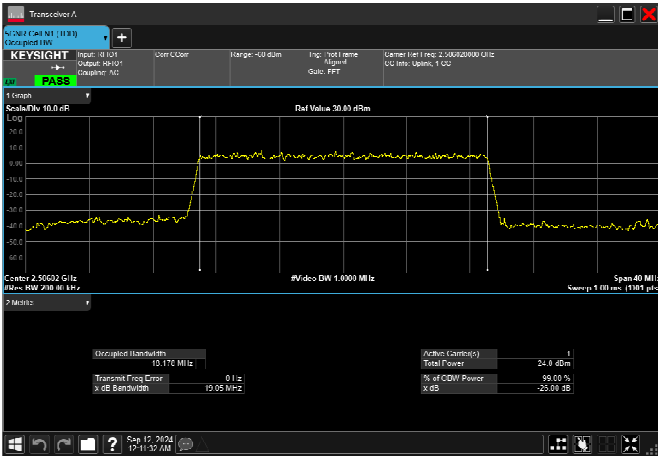 Transceiver A
5GNR Cell N1 (TDD)
Occupied BW
KEYSIGHT
PASS
Input: RFIO1
Output: RFIO1
Coupling: AC
Corr CCorr
Range: -60 dBm
Trig: Prot Frame
Aligned
Gate: FFT
Carrier Ref Freq: 2.506020000 GHz
CC Info: Uplink, 1 CC
1 Graph
Scale/Div 10.0 dB
Ref Value 30.00 dBm
Log
20.0
10.0
0.00
-10.0
-20.0
-30.0
-40.0
-50.0
-60.0
Center 2.50602 GHz
#Video BW 1.0000 MHz
Span 40 MHz
#Res BW 200.00 kHz
Sweep 1.00 ms (1001 pts)
2 Metrics
Occupied Bandwidth
18.178 MHz
Transmit Freq Error 0 Hz
x dB Bandwidth 19.05 MHz
Active Carrier(s) 1
Total Power 24.0 dBm
% of OBW Power 99.00 %
x dB -26.00 dB
Sep 12, 2024
12:11:32 AM